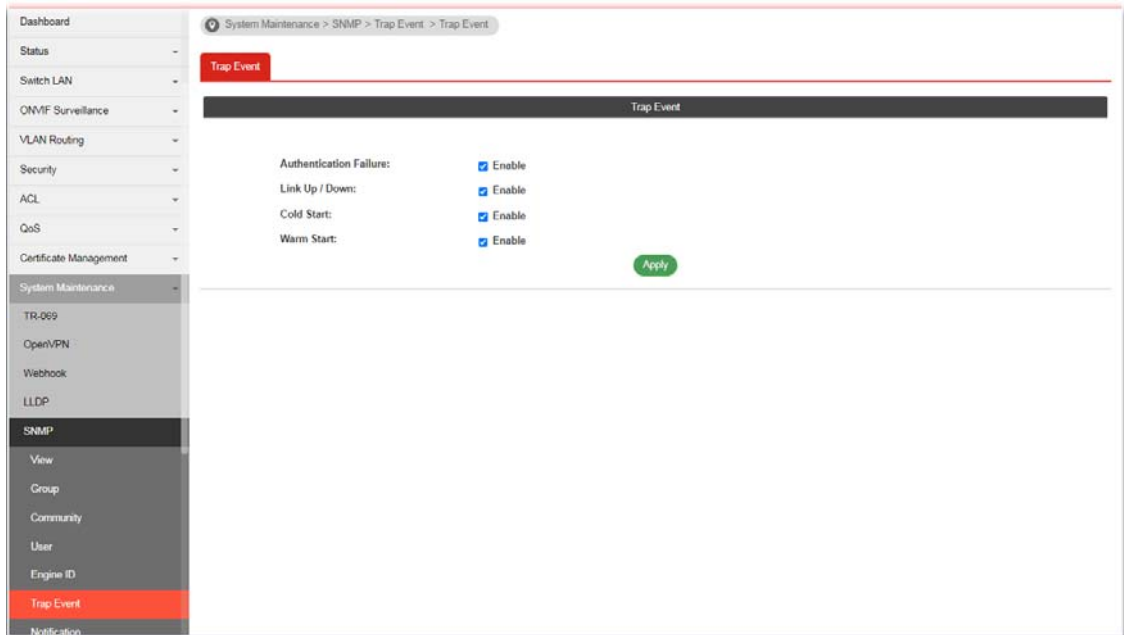 Dashboard
Status
Switch LAN
ONVIF Surveillance
VLAN Routing
Security
ACL
QoS
Certificate Management
System Maintenance
TR-069
OpenVPN
Webhook
LLDP
SNMP
View
Group
Community
User
Engine ID
Trap Event
Notification
System Maintenance > SNMP > Trap Event > Trap Event
Trap Event
Trap Event
Authentication Failure: Enable
Link Up / Down: Enable
Cold Start: Enable
Warm Start: Enable
Apply